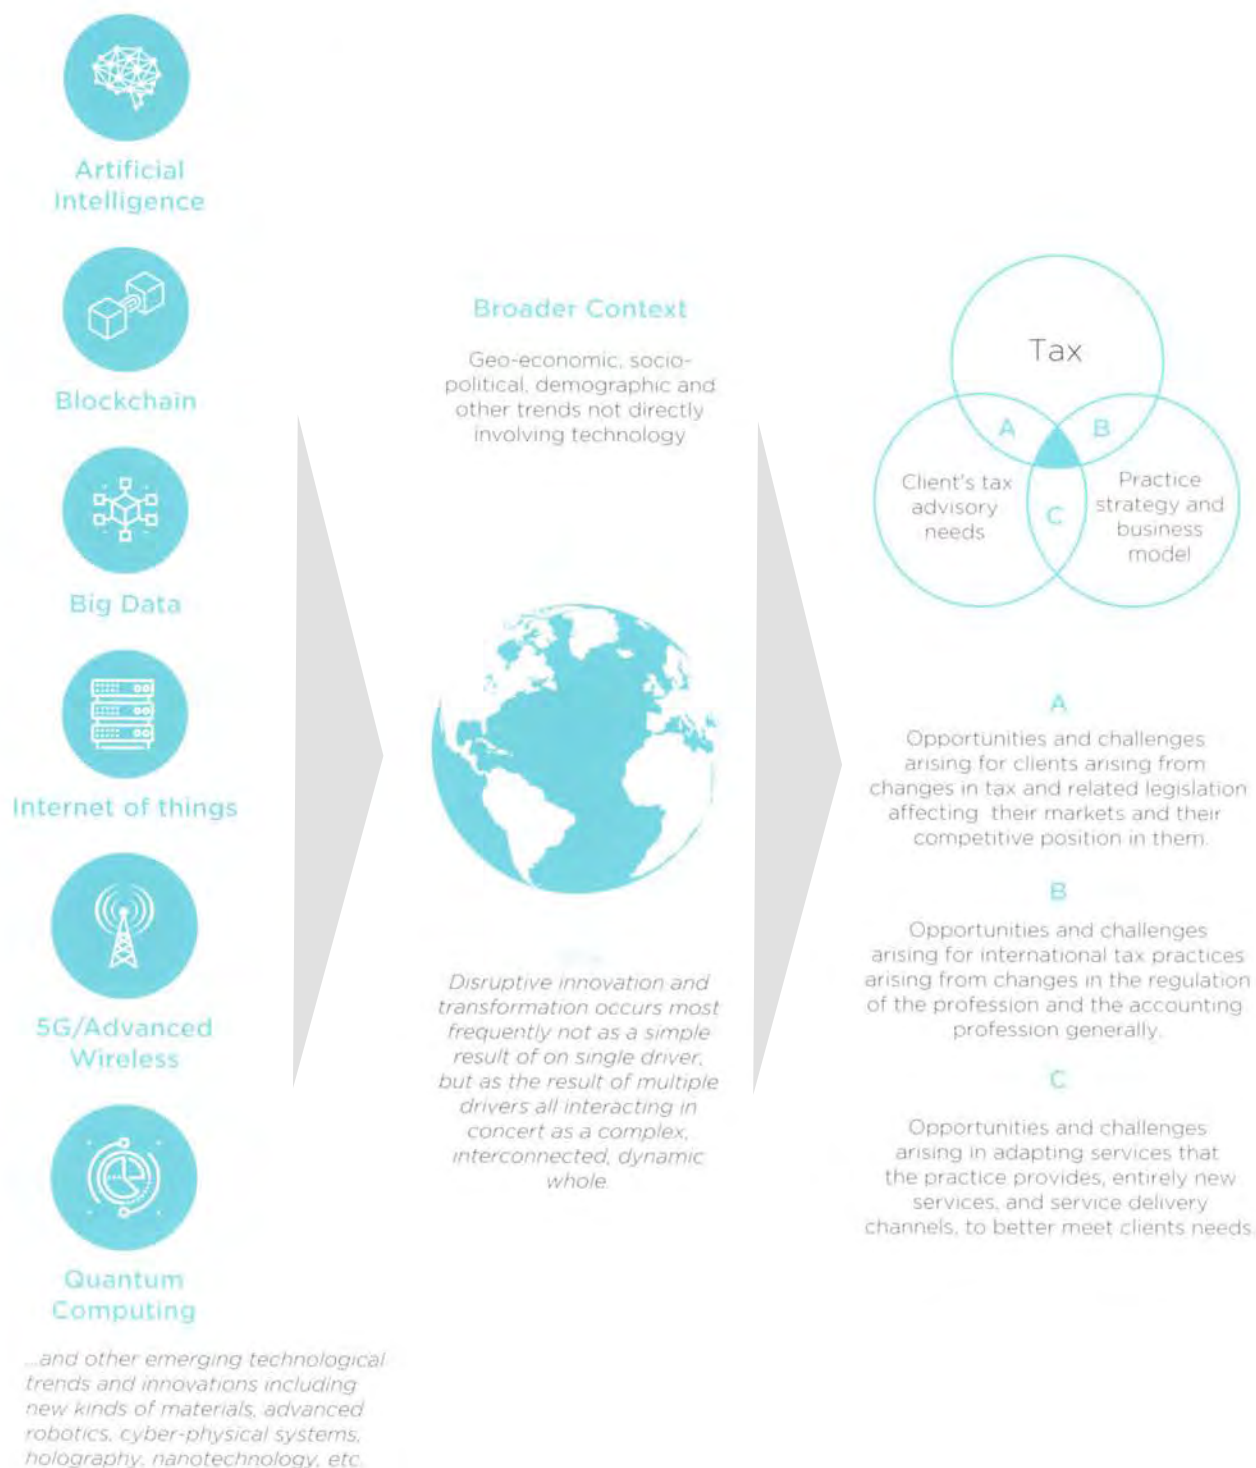 Artificial
Intelligence
Blockchain
Big Data
Internet of things
5G/Advanced
Wireless
Quantum
Computing
...and other emerging technological
trends and innovations including
new kinds of materials, advanced
robotics, cyber-physical systems,
holography, nanotechnology, etc.
Broader Context
Geo-economic, socio-
political, demographic and
other trends not directly
involving technology
Disruptive innovation and
transformation occurs most
frequently not as a simple
result of on single driver,
but as the result of multiple
drivers all interacting in
concert as a complex,
interconnected, dynamic
whole.
Tax
A
B
Client's tax
advisory
needs
C
Practice
strategy and
business
model
A
Opportunities and challenges
arising for clients arising from
changes in tax and related legislation
affecting their markets and their
competitive position in them.
B
Opportunities and challenges
arising for international tax practices
arising from changes in the regulation
of the profession and the accounting
profession generally.
C
Opportunities and challenges
arising in adapting services that
the practice provides, entirely new
services, and service delivery
channels, to better meet clients needs.